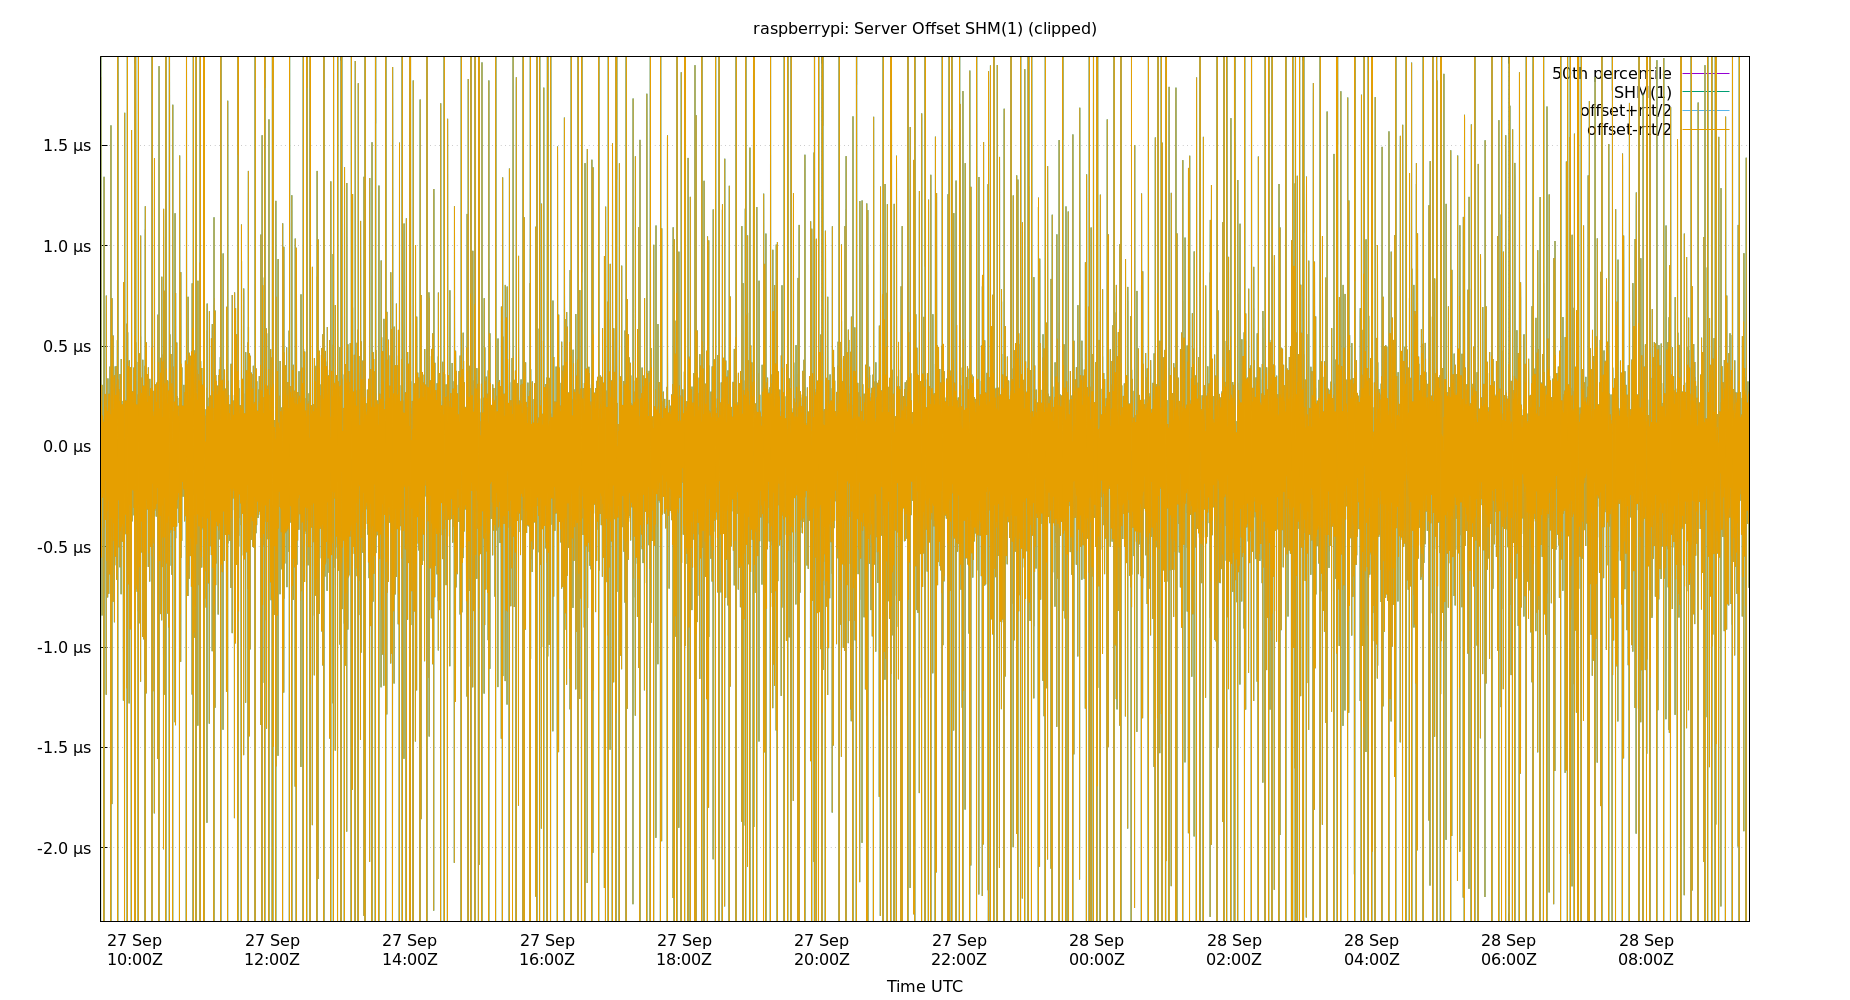 raspberrypi: Server Offset SHM(1) (clipped)
50th percentile
SHM(1)
offset+rtt/2
offset-rtt/2
1.5 µs
1.0 µs
0.5 µs
0.0 µs
-0.5 µs
-1.0 µs
-1.5 µs
-2.0 µs
27 Sep 27 Sep 27 Sep 27 Sep 27 Sep 27 Sep 27 Sep 28 Sep 28 Sep 28 Sep 28 Sep 28 Sep
10:00Z 12:00Z 14:00Z 16:00Z 18:00Z 20:00Z 22:00Z 00:00Z 02:00Z 04:00Z 06:00Z 08:00Z
Time UTC